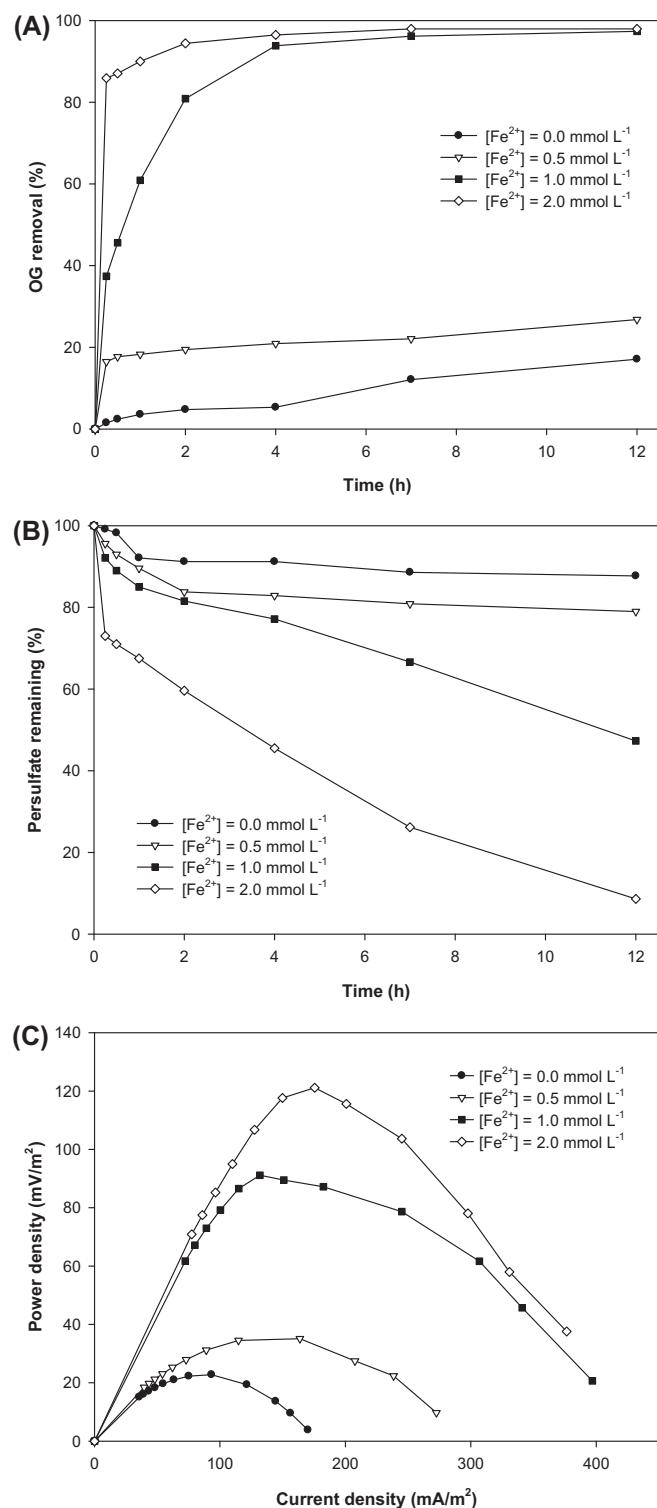 (A)
100
80
60
40
20
0
OG removal (%)
[Fe²⁺] = 0.0 mmol L⁻¹
[Fe²⁺] = 0.5 mmol L⁻¹
[Fe²⁺] = 1.0 mmol L⁻¹
[Fe²⁺] = 2.0 mmol L⁻¹
0 2 4 6 8 10 12
Time (h)
(B)
100
80
60
40
20
0
Persulfate remaining (%)
[Fe²⁺] = 0.0 mmol L⁻¹
[Fe²⁺] = 0.5 mmol L⁻¹
[Fe²⁺] = 1.0 mmol L⁻¹
[Fe²⁺] = 2.0 mmol L⁻¹
0 2 4 6 8 10 12
Time (h)
(C)
140
120
100
80
60
40
20
0
Power density (mV/m²)
[Fe²⁺] = 0.0 mmol L⁻¹
[Fe²⁺] = 0.5 mmol L⁻¹
[Fe²⁺] = 1.0 mmol L⁻¹
[Fe²⁺] = 2.0 mmol L⁻¹
0 100 200 300 400
Current density (mA/m²)